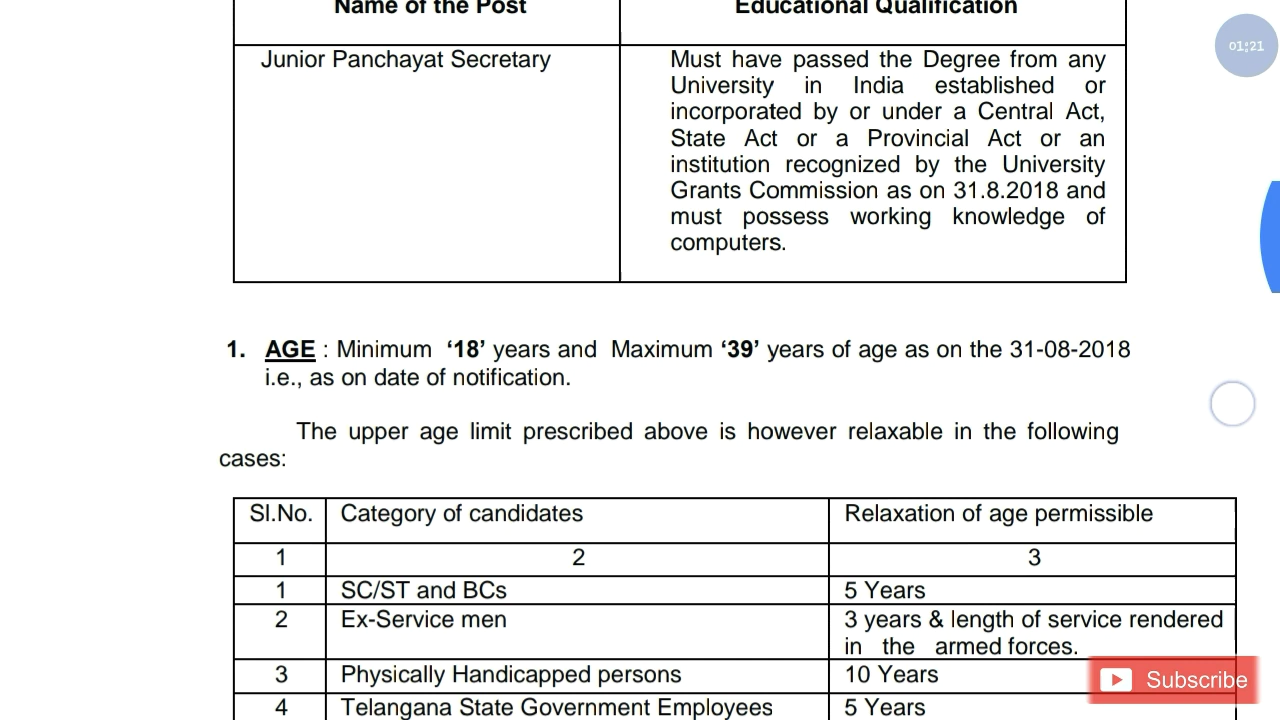 Name of the Post Educational Qualification
01:21
Junior Panchayat Secretary
Must have passed the Degree from any
University in India established or
incorporated by or under a Central Act,
State Act or a Provincial Act or an
institution recognized by the University
Grants Commission as on 31.8.2018 and
must possess working knowledge of
computers.
1. AGE : Minimum ‘18’ years and Maximum ‘39’ years of age as on the 31-08-2018
i.e., as on date of notification.
The upper age limit prescribed above is however relaxable in the following
cases:
Sl.No. Category of candidates Relaxation of age permissible
1 2 3
1 SC/ST and BCs 5 Years
2 Ex-Service men 3 years & length of service rendered
in the armed forces.
3 Physically Handicapped persons 10 Years
Subscribe
4 Telangana State Government Employees 5 Years